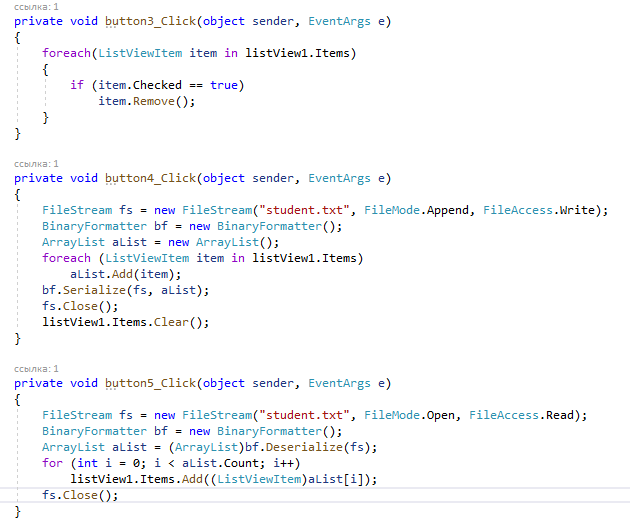 ссылка: 1
private void button3_Click(object sender, EventArgs e)
{
foreach(ListViewItem item in listView1.Items)
{
if (item.Checked == true)
item.Remove();
}
}
ссылка: 1
private void button4_Click(object sender, EventArgs e)
{
FileStream fs = new FileStream("student.txt", FileMode.Append, FileAccess.Write);
BinaryFormatter bf = new BinaryFormatter();
ArrayList aList = new ArrayList();
foreach (ListViewItem item in listView1.Items)
aList.Add(item);
bf.Serialize(fs, aList);
fs.Close();
listView1.Items.Clear();
}
ссылка: 1
private void button5_Click(object sender, EventArgs e)
{
FileStream fs = new FileStream("student.txt", FileMode.Open, FileAccess.Read);
BinaryFormatter bf = new BinaryFormatter();
ArrayList aList = (ArrayList)bf.Deserialize(fs);
for (int i = 0; i < aList.Count; i++)
listView1.Items.Add((ListViewItem)aList[i]);
fs.Close();
}